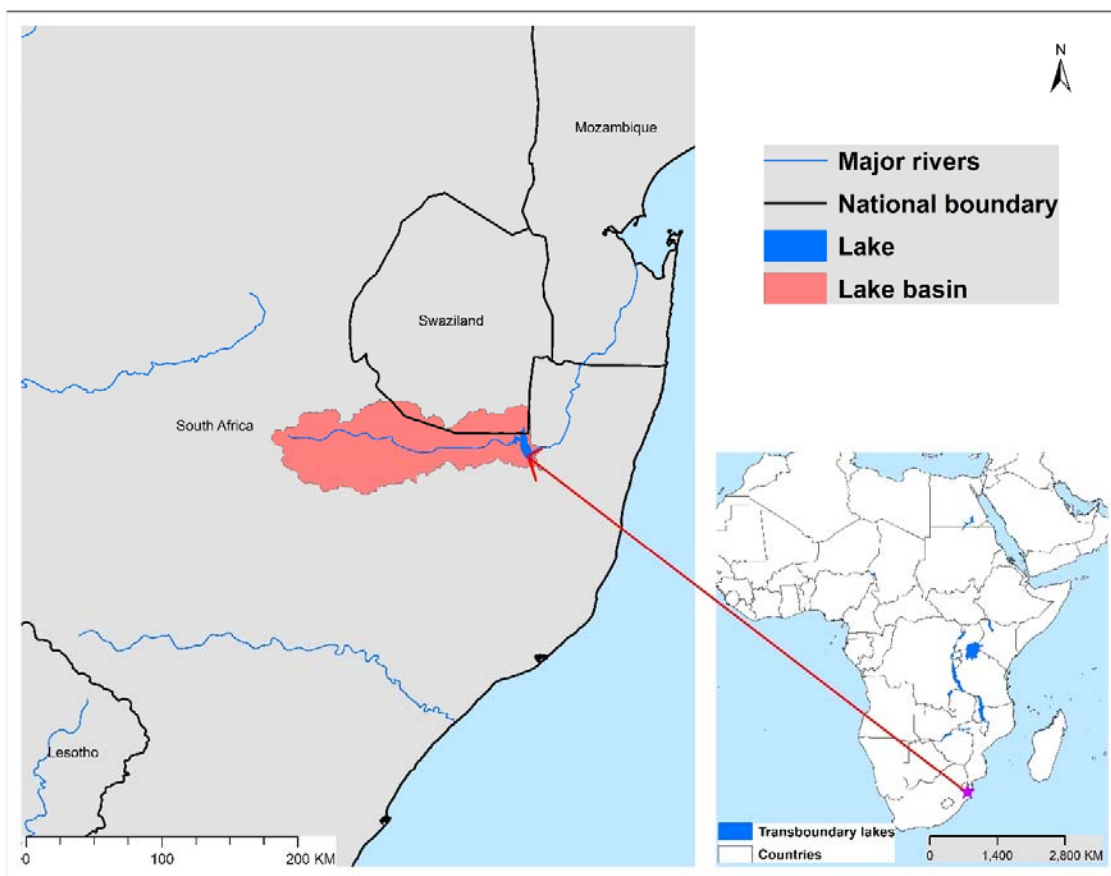 N
Mozambique
Major rivers
National boundary
Lake
Lake basin
Swaziland
South Africa
Lesotho
0 100 200 KM
Transboundary lakes
Countries
0 1,400 2,800 KM